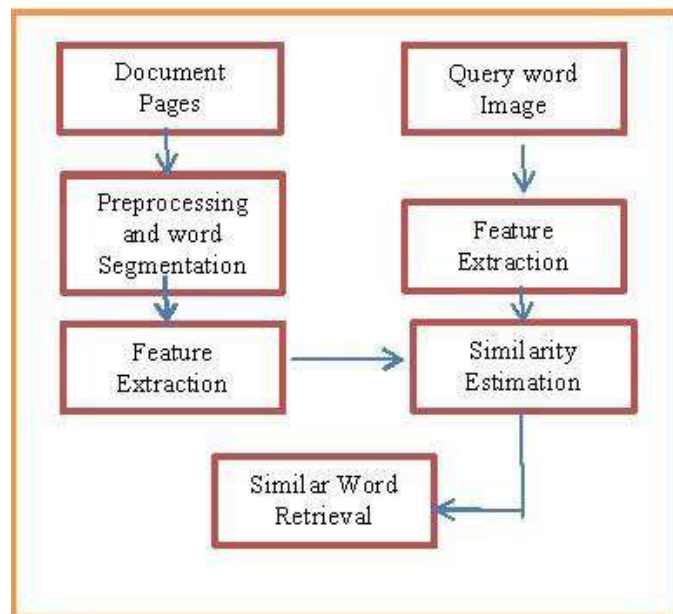 Document
Pages
Query word
Image
Preprocessing
and word
Segmentation
Feature
Extraction
Feature
Extraction
Similarity
Estimation
Similar Word
Retrieval